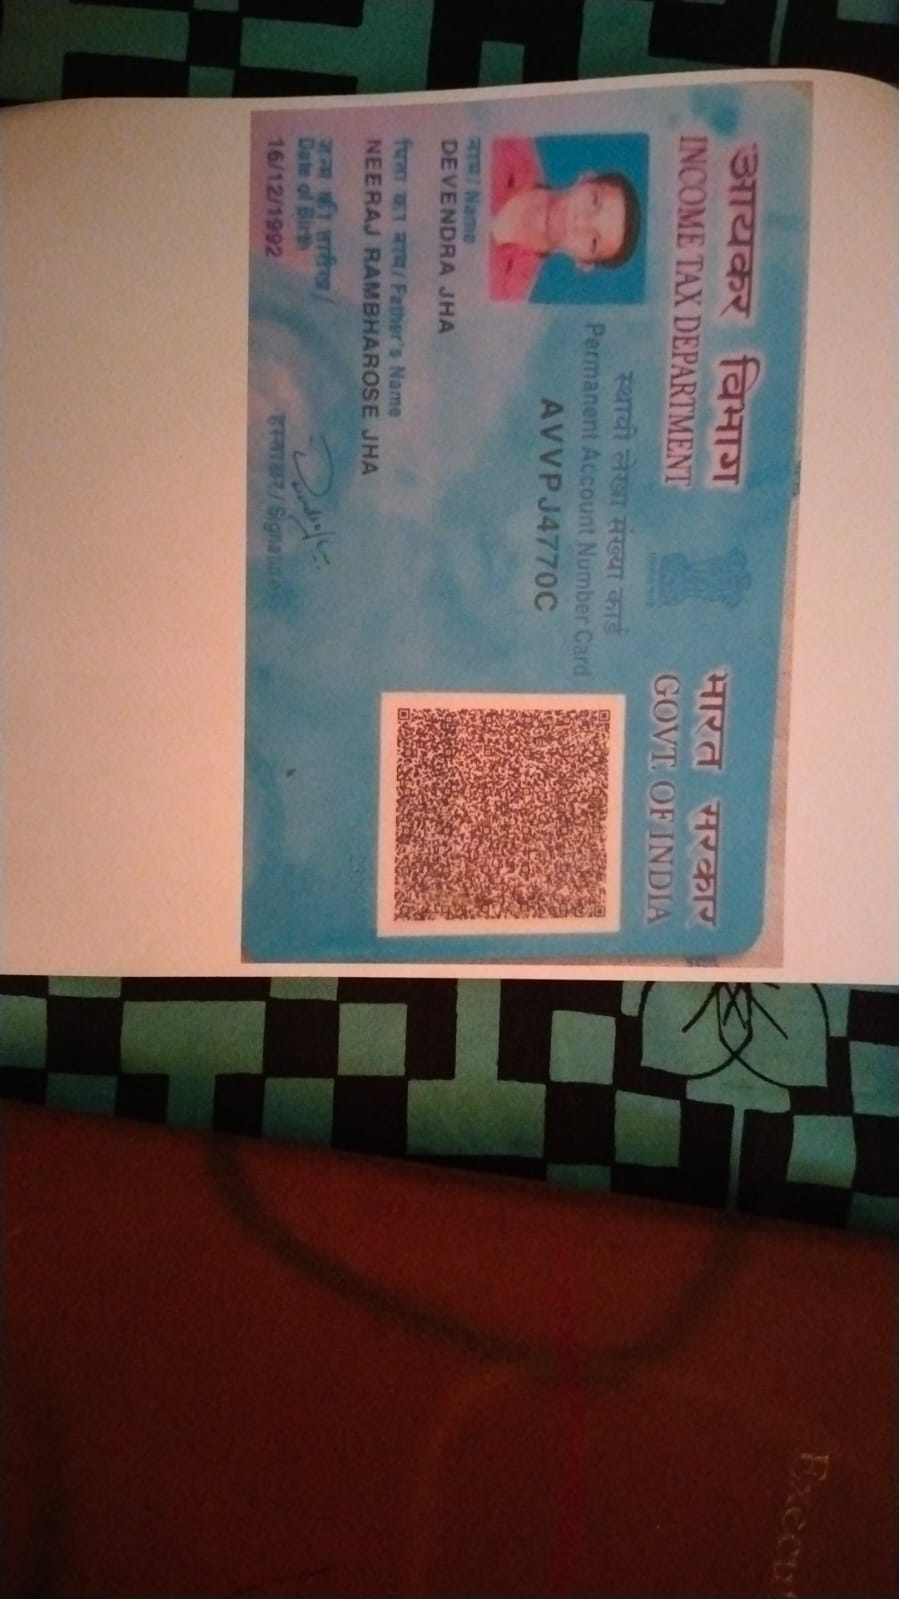 आयकर विभाग भारत सरकार
INCOME TAX DEPARTMENT GOVT. OF INDIA
स्थायी लेखा संख्या कार्ड
Permanent Account Number Card
AVVPJ4770C
नाम / Name
DEVENDRA JHA
पिता का नाम / Father's Name
NEERAJ RAMBHAROSE JHA
जन्म की तारीख /
Date of Birth
16/12/1992
हस्ताक्षर / Signature